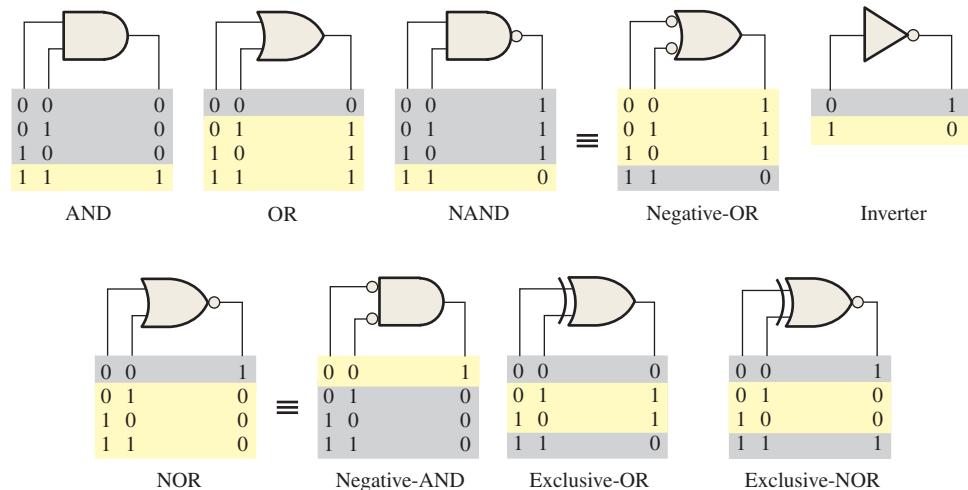 0 0 0
0 1 0
1 0 0
1 1 1
AND
0 0 0
0 1 1
1 0 1
1 1 1
OR
0 0 1
0 1 1
1 0 1
1 1 0
NAND
≡
0 0 1
0 1 1
1 0 1
1 1 0
Negative-OR
0 1
1 0
Inverter
0 0 1
0 1 0
1 0 0
1 1 0
NOR
≡
0 0 1
0 1 0
1 0 0
1 1 0
Negative-AND
0 0 0
0 1 1
1 0 1
1 1 0
Exclusive-OR
0 0 1
0 1 0
1 0 0
1 1 1
Exclusive-NOR